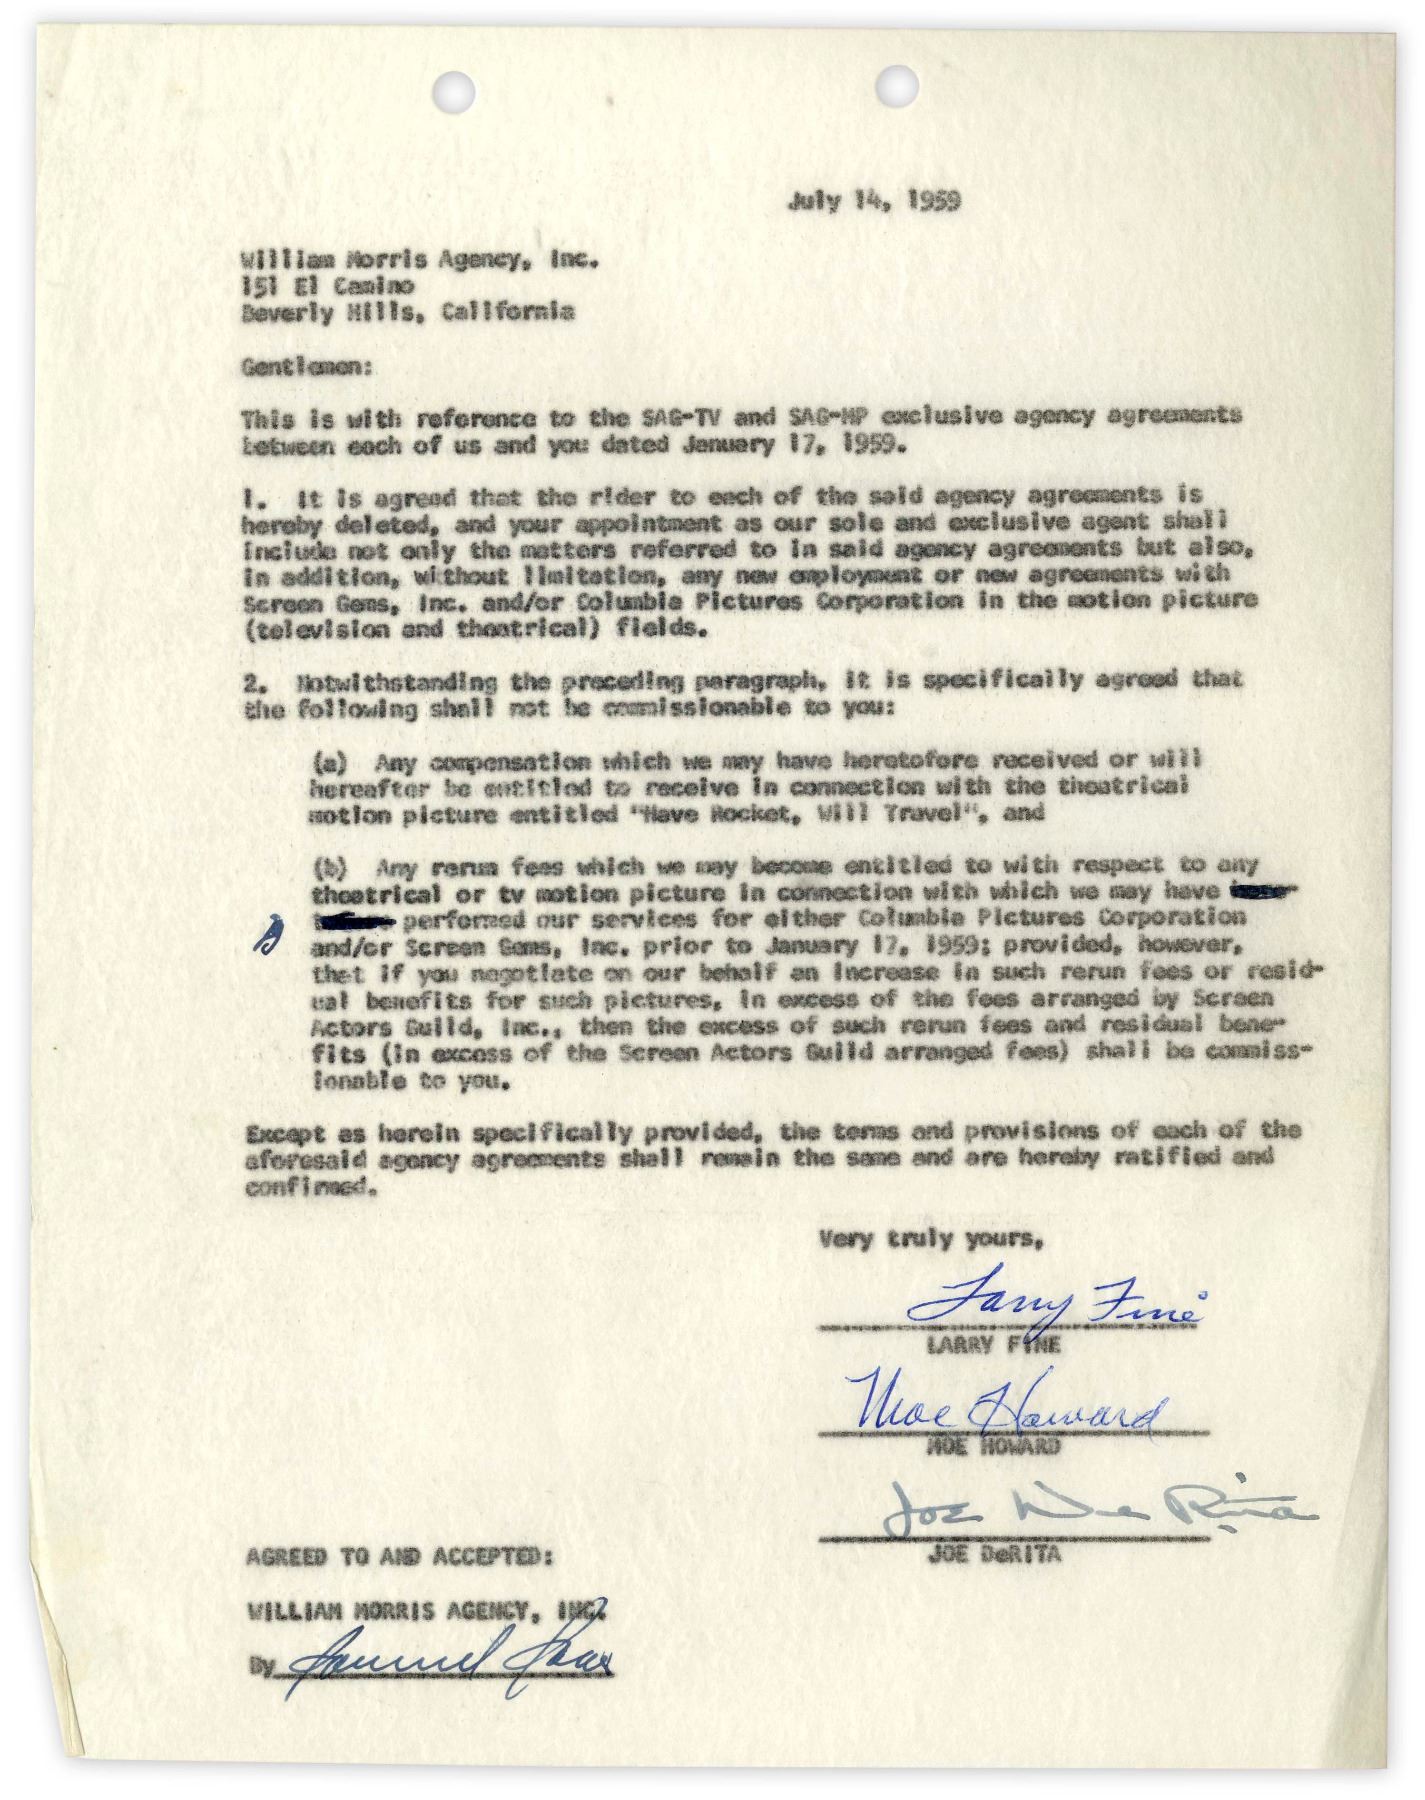 July 14, 1959
William Morris Agency, Inc.
151 El Camino
Beverly Hills, California
Gentlemen:
This is with reference to the SAG-TV and SAG-MP exclusive agency agreements
between each of us and you dated January 17, 1959.
1. It is agreed that the rider to each of the said agency agreements is
hereby deleted, and your appointment as our sole and exclusive agent shall
include not only the matters referred to in said agency agreements but also,
in addition, without limitation, any new employment or new agreements with
Screen Gems, Inc. and/or Columbia Pictures Corporation in the motion picture
(television and theatrical) fields.
2. Notwithstanding the preceding paragraph, it is specifically agreed that
the following shall not be commissionable to you:
(a) Any compensation which we may have heretofore received or will
hereafter be entitled to receive in connection with the theatrical
motion picture entitled "Have Rocket, Will Travel", and
(b) Any rerun fees which we may become entitled to with respect to any
theatrical or tv motion picture in connection with which we may have
performed our services for either Columbia Pictures Corporation
and/or Screen Gems, Inc. prior to January 17, 1959; provided, however,
that if you negotiate on our behalf an increase in such rerun fees or resid-
ual benefits for such pictures, in excess of the fees arranged by Screen
Actors Guild, Inc., then the excess of such rerun fees and residual bene-
fits (in excess of the Screen Actors Guild arranged fees) shall be commiss-
ionable to you.
Except as herein specifically provided, the terms and provisions of each of the
aforesaid agency agreements shall remain the same and are hereby ratified and
confirmed.
Very truly yours,
Larry Fine
LARRY FINE
Moe Howard
MOE HOWARD
Joe De Rita
JOE DeRITA
AGREED TO AND ACCEPTED:
WILLIAM MORRIS AGENCY, INC.
By Samuel